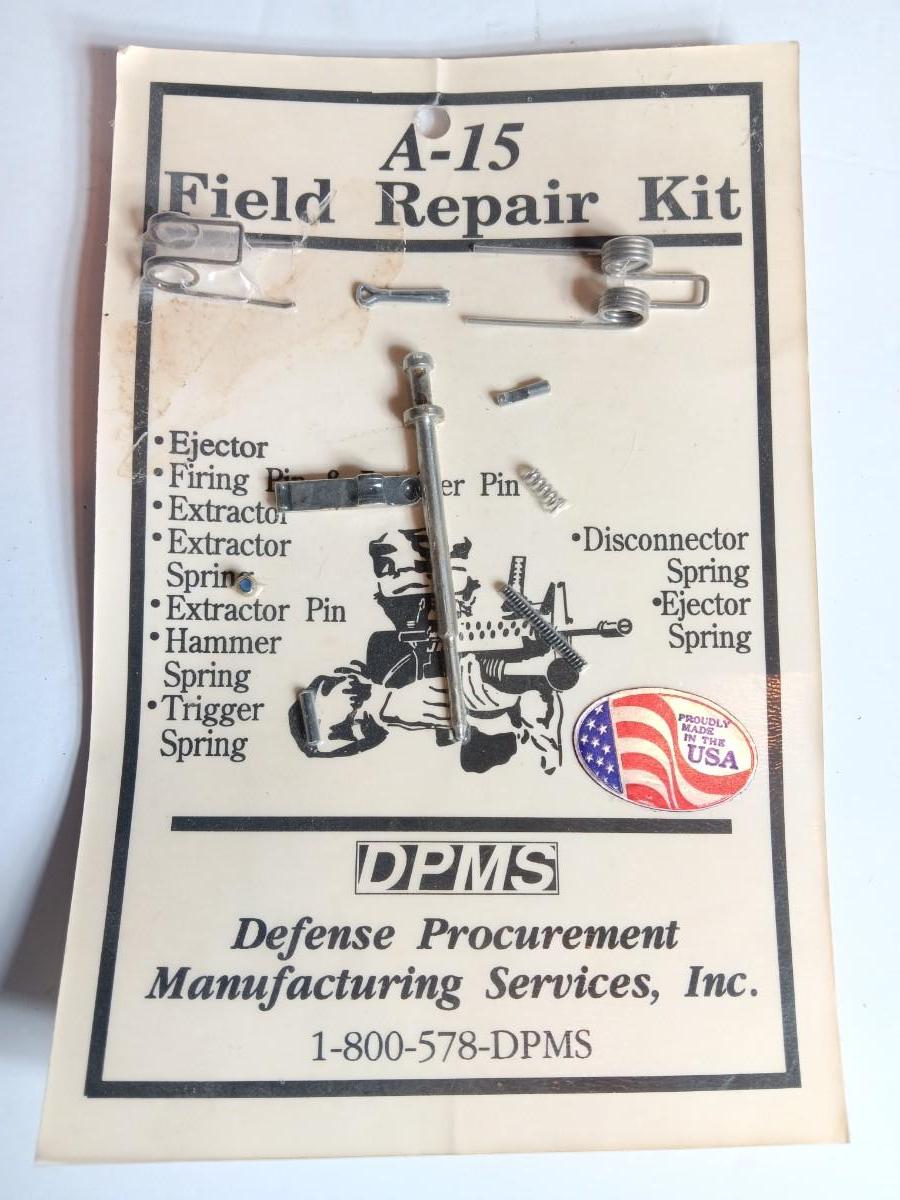 A-15
Field Repair Kit
•Ejector
•Firing Pin & er Pin
•Extractor
•Extractor
Spring
•Extractor Pin
•Hammer
Spring
•Trigger
Spring
•Disconnector
Spring
•Ejector
Spring
PROUDLY
MADE
IN THE
USA
DPMS
Defense Procurement
Manufacturing Services, Inc.
1-800-578-DPMS